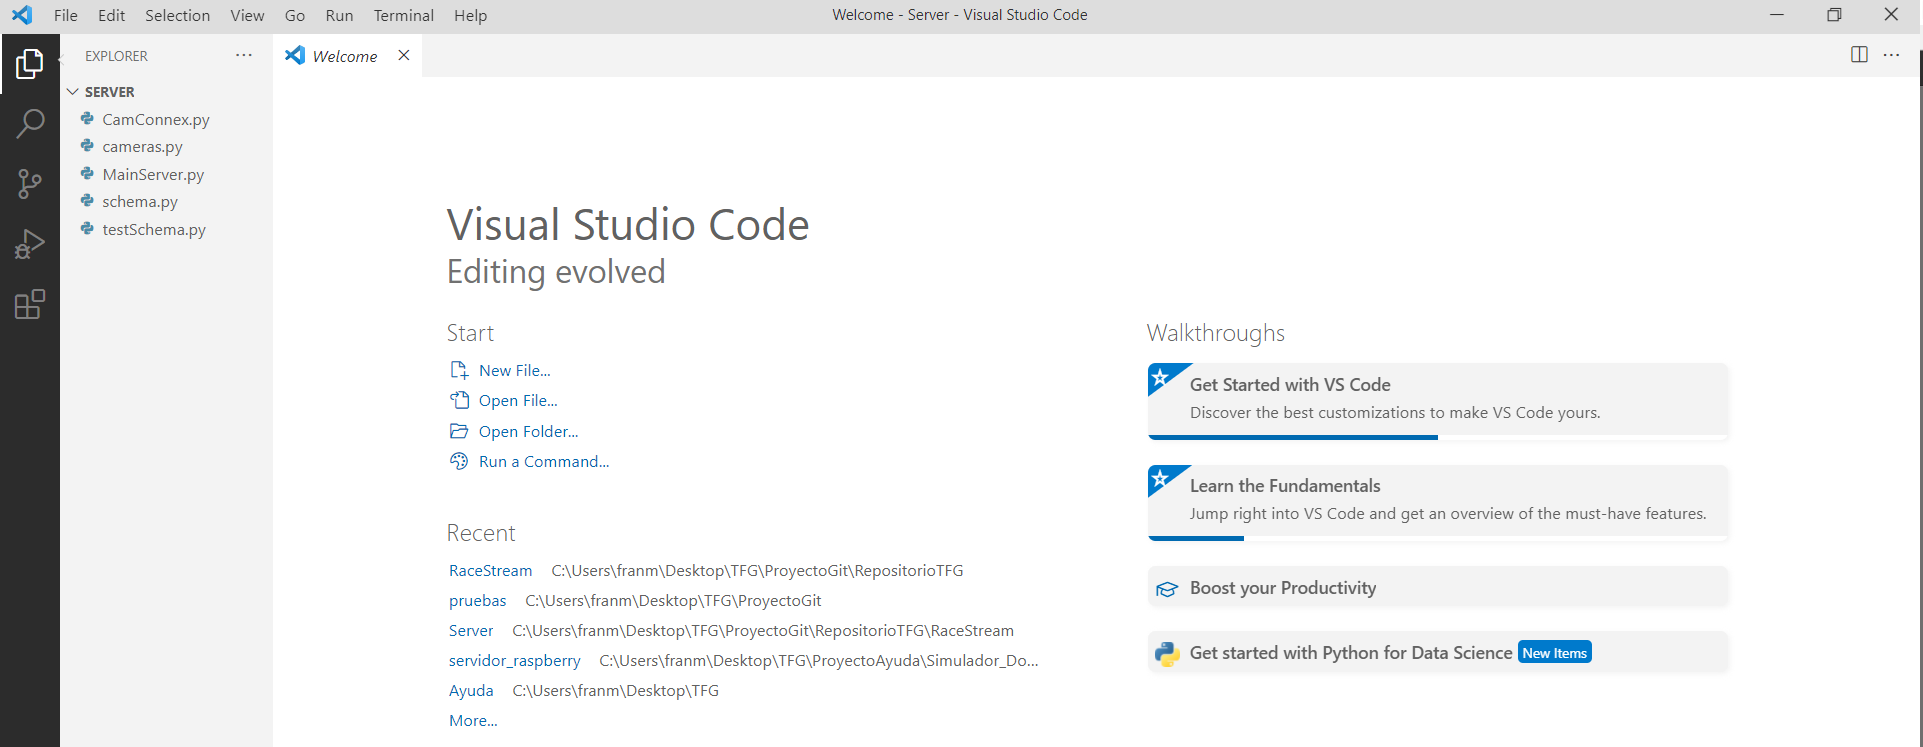 File Edit Selection View Go Run Terminal Help
Welcome - Server - Visual Studio Code
EXPLORER
Welcome
SERVER
CamConnex.py
cameras.py
MainServer.py
schema.py
testSchema.py
Visual Studio Code
Editing evolved
Start
New File...
Open File...
Open Folder...
Run a Command...
Recent
RaceStream C:\Users\franm\Desktop\TFG\ProyectoGit\RepositorioTFG
pruebas C:\Users\franm\Desktop\TFG\ProyectoGit
Server C:\Users\franm\Desktop\TFG\ProyectoGit\RepositorioTFG\RaceStream
servidor_raspberry C:\Users\franm\Desktop\TFG\ProyectoAyuda\Simulador_Do...
Ayuda C:\Users\franm\Desktop\TFG
More...
Walkthroughs
Get Started with VS Code
Discover the best customizations to make VS Code yours.
Learn the Fundamentals
Jump right into VS Code and get an overview of the must-have features.
Boost your Productivity
Get started with Python for Data Science New Items